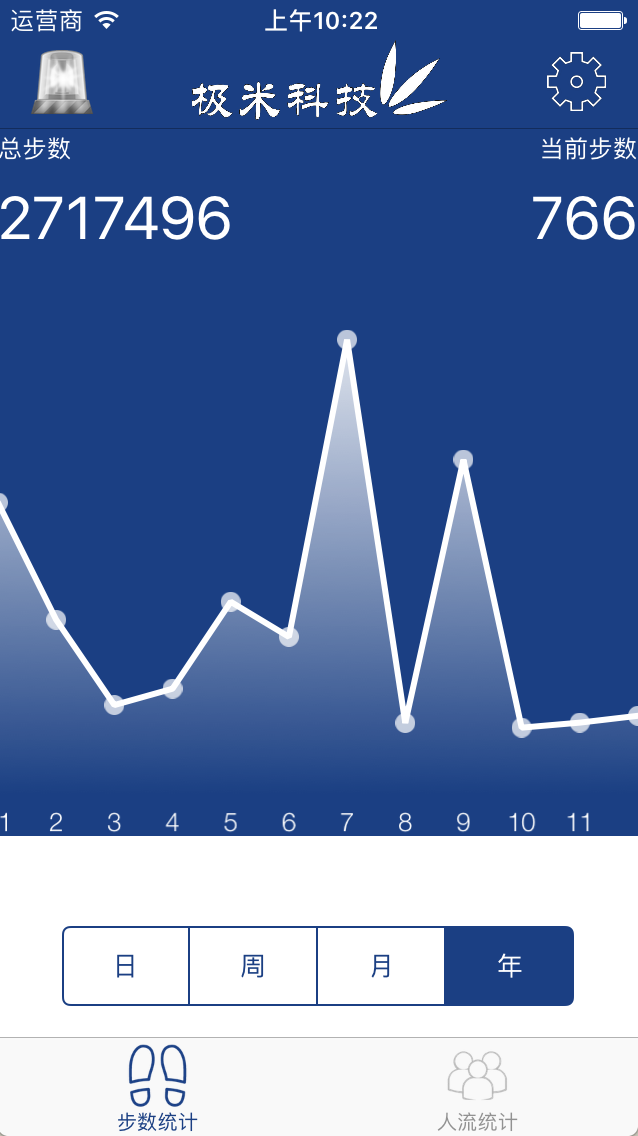 运营商 上午10:22
极米科技
总步数 当前步数
2717496 766
1 2 3 4 5 6 7 8 9 10 11
日 周 月 年
步数统计 人流统计